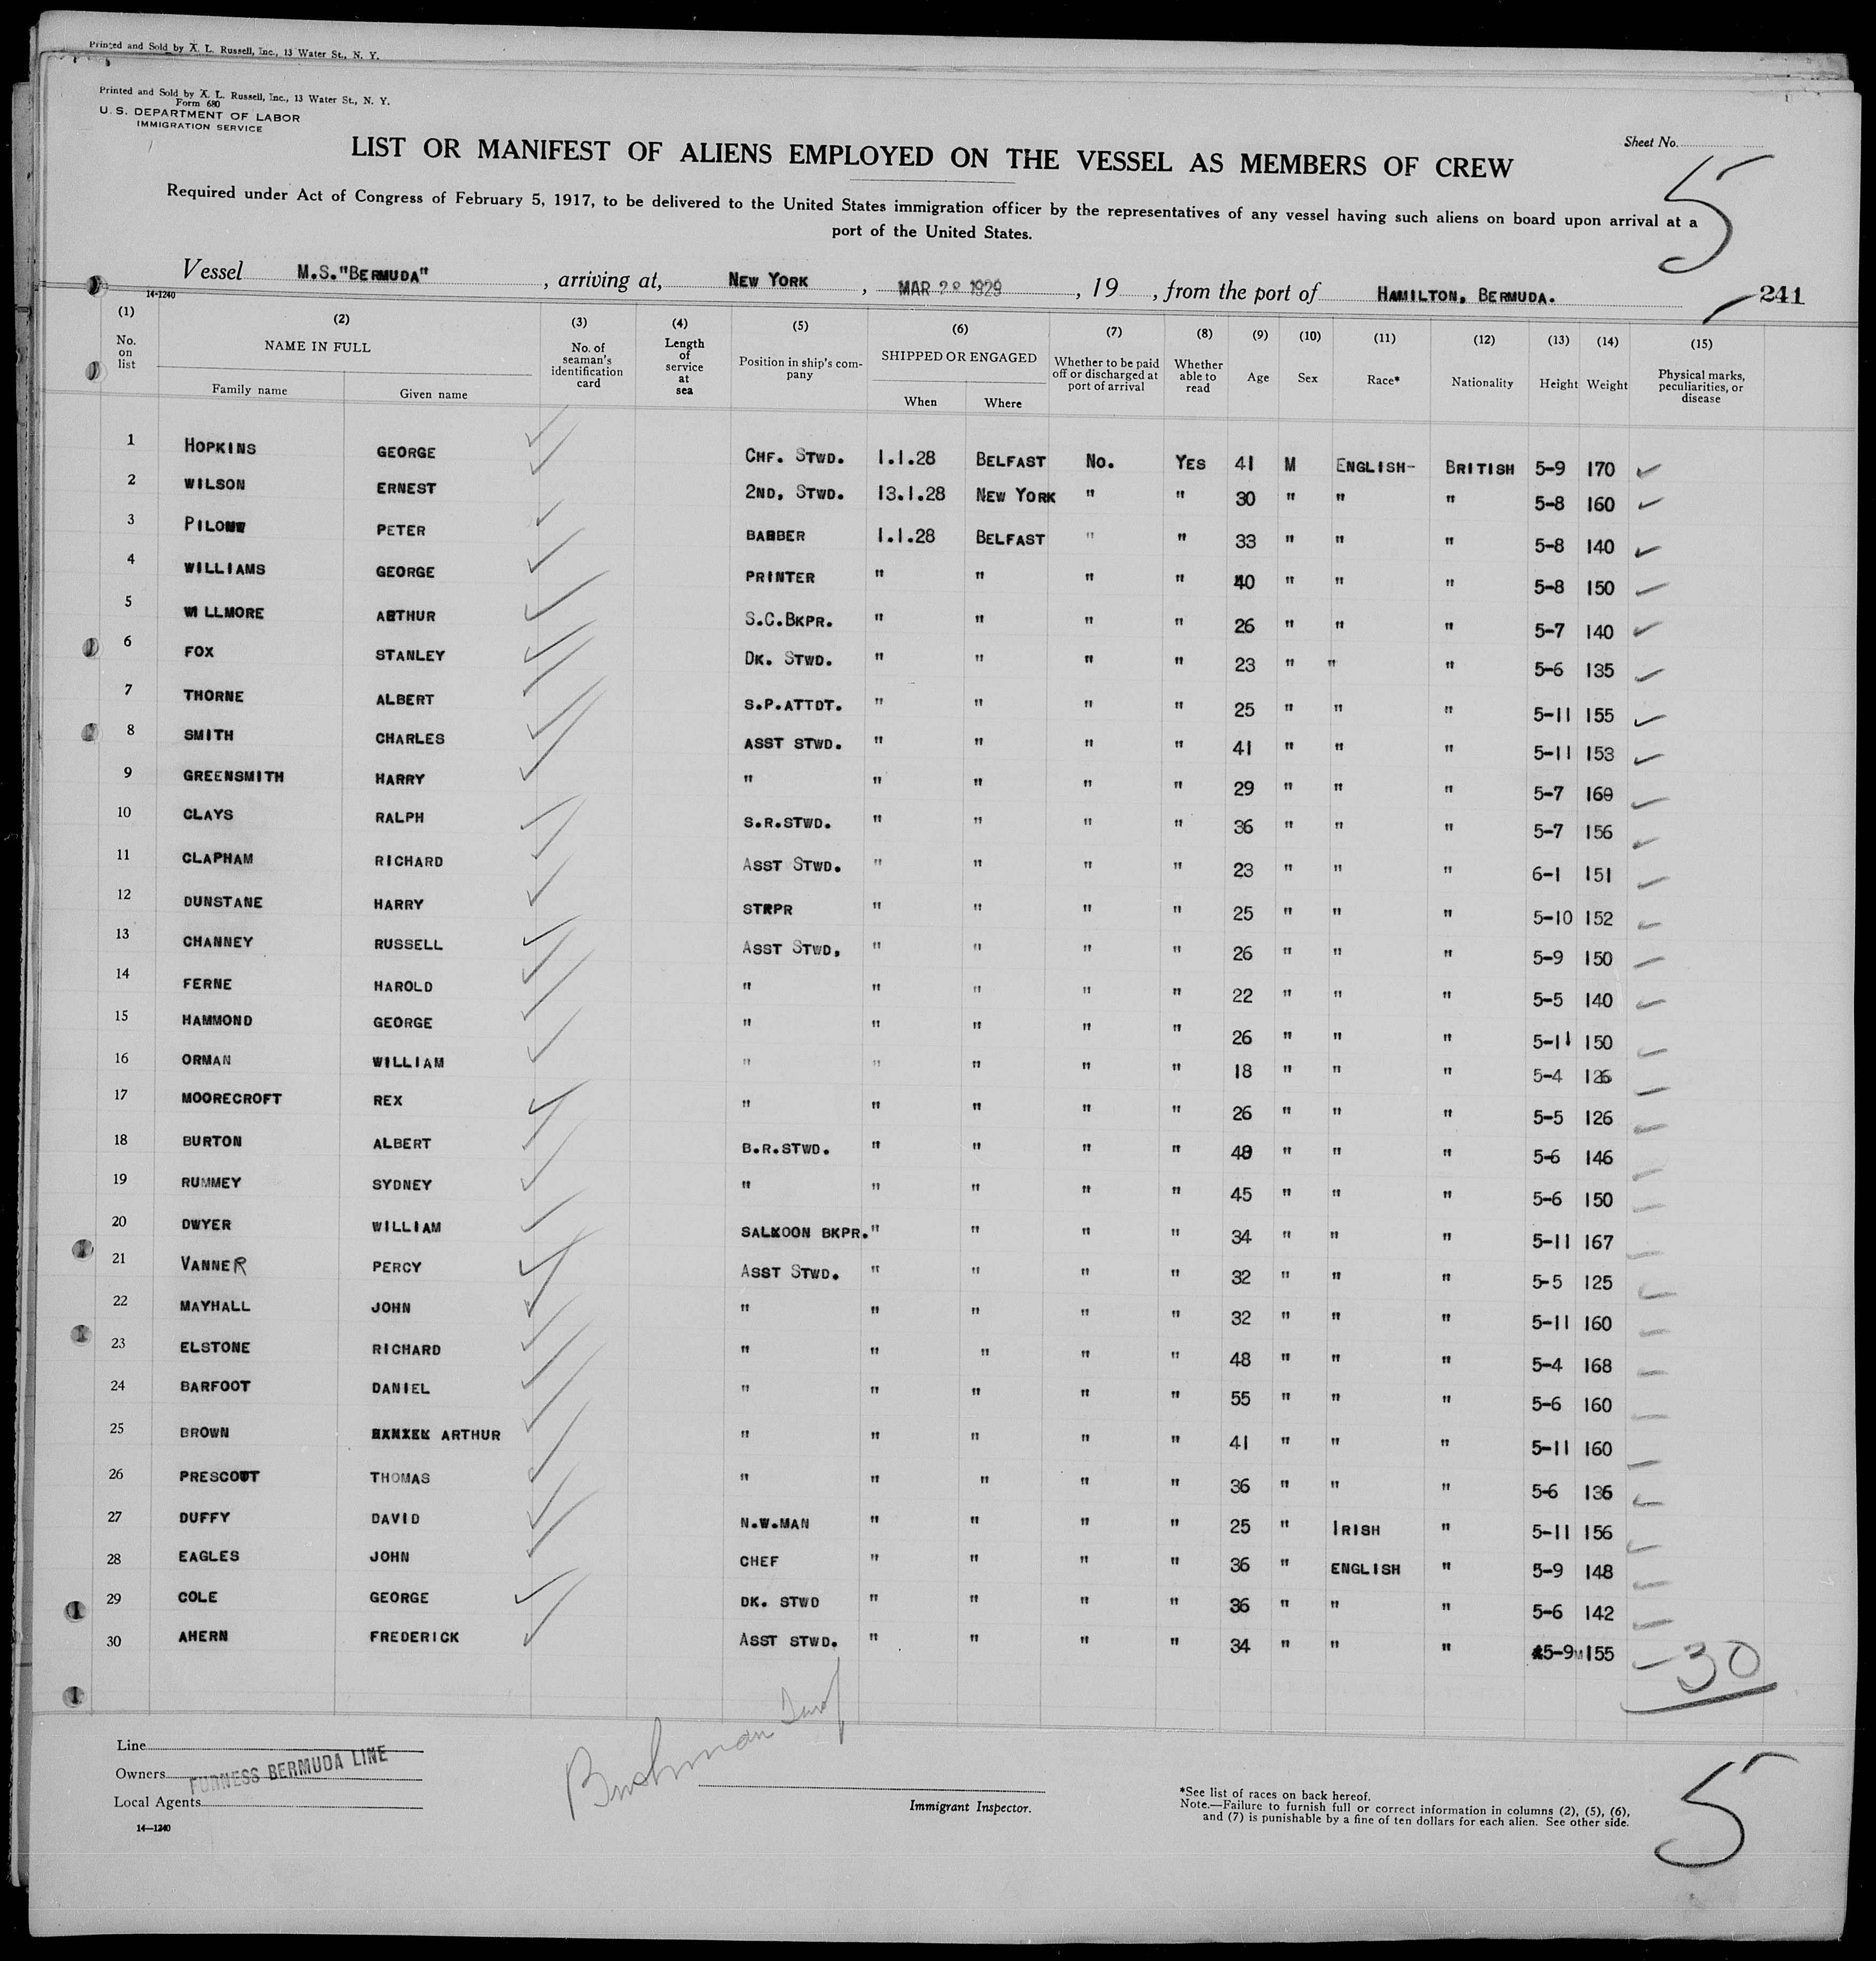 Printed and Sold by A. L. Russell, Inc., 13 Water St., N. Y.
Printed and Sold by A. L. Russell, Inc., 13 Water St., N. Y.
Form 680
U. S. DEPARTMENT OF LABOR
IMMIGRATION SERVICE
Sheet No.
5
LIST OR MANIFEST OF ALIENS EMPLOYED ON THE VESSEL AS MEMBERS OF CREW
Required under Act of Congress of February 5, 1917, to be delivered to the United States immigration officer by the representatives of any vessel having such aliens on board upon arrival at a
port of the United States.
Vessel M.S."BERMUDA" , arriving at, NEW YORK , MAR 28 1929 , 19 , from the port of HAMILTON, BERMUDA.
14-1240
241
(1) (2) (3) (4) (5) (6) (7) (8) (9) (10) (11) (12) (13) (14) (15)
No. on list NAME IN FULL Family name Given name No. of seaman's identification card Length of service at sea Position in ship's company SHIPPED OR ENGAGED When Where Whether to be paid off or discharged at port of arrival Whether able to read Age Sex Race* Nationality Height Weight Physical marks, peculiarities, or disease
1 HOPKINS GEORGE CHF. STWD. 1.1.28 BELFAST No. YES 41 M ENGLISH- BRITISH 5-9 170
2 WILSON ERNEST 2ND, STWD. 13.1.28 NEW YORK " " 30 " " " 5-8 160
3 PETER BARBER 1.1.28 BELFAST " " 33 " " " 5-8 140
4 WILLIAMS GEORGE PRINTER " " " " 40 " " " 5-8 150
5 WILLMORE ARTHUR S.C.BKPR. " " " " 26 " " " 5-7 140
6 FOX STANLEY DK. STWD. " " " " 23 " " " 5-6 135
7 THORNE ALBERT S.P.ATTDT. " " " " 25 " " " 5-11 155
8 SMITH CHARLES ASST STWD. " " " " 41 " " " 5-11 153
9 GREENSMITH HARRY " " " " " 29 " " " 5-7 160
10 CLAYS RALPH S.R.STWD. " " " " 36 " " " 5-7 156
11 CLAPHAM RICHARD ASST STWD. " " " " 23 " " " 6-1 151
12 DUNSTANE HARRY STRPR " " " " 25 " " " 5-10 152
13 CHANNEY RUSSELL ASST STWD, " " " " 26 " " " 5-9 150
14 FERNE HAROLD " " " " " 22 " " " 5-5 140
15 HAMMOND GEORGE " " " " " 26 " " " 5-11 150
16 ORMAN WILLIAM " " " " " 18 " " " 5-4 126
17 MOORECROFT REX " " " " " 26 " " " 5-5 126
18 BURTON ALBERT B.R.STWD. " " " " " " " 5-6 146
19 RUMMEY SYDNEY " " " " " 45 " " " 5-6 150
20 DWYER WILLIAM SALKOON BKPR. " " " " 34 " " " 5-11 167
21 VANNER PERCY ASST STWD. " " " " 32 " " " 5-5 125
22 MAYHALL JOHN " " " " " 32 " " " 5-11 160
23 ELSTONE RICHARD " " " " " 48 " " " 5-4 168
24 BARFOOT DANIEL " " " " " 55 " " " 5-6 160
25 BROWN ARTHUR " " " " " 41 " " " 5-11 160
26 PRESCOTT THOMAS " " " " " 36 " " " 5-6 136
27 DUFFY DAVID N.W.MAN " " " " 25 " IRISH " 5-11 156
28 EAGLES JOHN CHEF " " " " 36 " ENGLISH " 5-9 148
29 COLE GEORGE DK. STWD " " " " 36 " " " 5-6 142
30 AHERN FREDERICK ASST STWD. " " " " 34 " " " 5-9 155
30
Line
Owners FURNESS BERMUDA LINE
Local Agents
14-1240
Immigrant Inspector.
*See list of races on back hereof.
Note.—Failure to furnish full or correct information in columns (2), (5), (6),
and (7) is punishable by a fine of ten dollars for each alien. See other side.
5